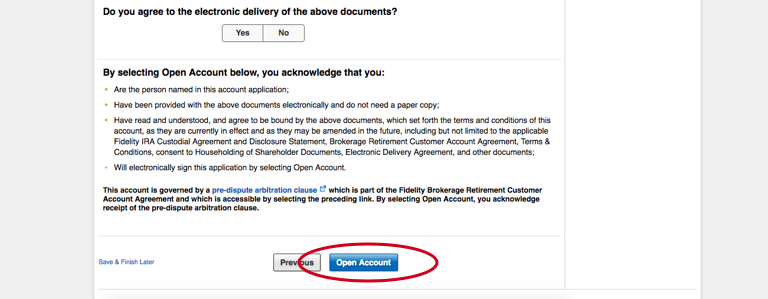 Do you agree to the electronic delivery of the above documents?
Yes No
By selecting Open Account below, you acknowledge that you:
Are the person named in this account application;
Have been provided with the above documents electronically and do not need a paper copy;
Have read and understood, and agree to be bound by the above documents, which set forth the terms and conditions of this
account, as they are currently in effect and as they may be amended in the future, including but not limited to the applicable
Fidelity IRA Custodial Agreement and Disclosure Statement, Brokerage Retirement Customer Account Agreement, Terms &
Conditions, consent to Householding of Shareholder Documents, Electronic Delivery Agreement, and other documents;
Will electronically sign this application by selecting Open Account.
This account is governed by a pre-dispute arbitration clause which is part of the Fidelity Brokerage Retirement Customer
Account Agreement and which is accessible by selecting the preceding link. By selecting Open Account, you acknowledge
receipt of the pre-dispute arbitration clause.
Save & Finish Later Previous Open Account